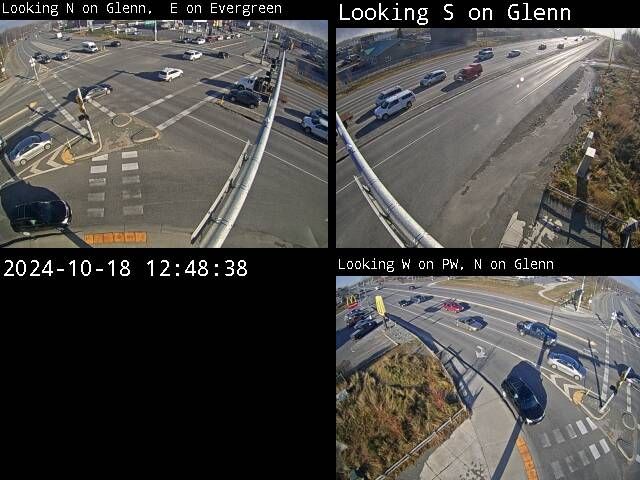 Looking N on Glenn,  E on Evergreen
Looking S on Glenn
2024-10-18 12:48:38
Looking W on PW, N on Glenn